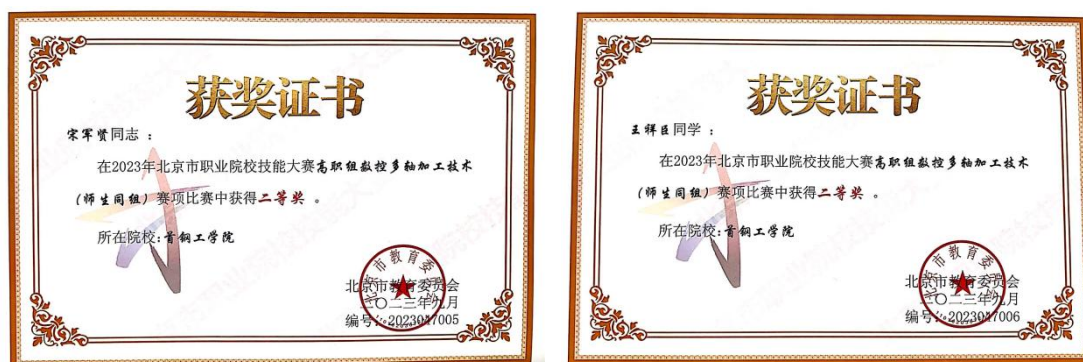 获奖证书
宋军贤同志 ：
在2023年北京市职业院校技能大赛高职组数控多轴加工技术
（师生同组）赛项比赛中获得二等奖 。
所在院校:首钢工学院
北京市教育委员会
二〇二三年九月
编号: 2023047005
获奖证书
王祥臣同学 ：
在2023年北京市职业院校技能大赛高职组数控多轴加工技术
（师生同组）赛项比赛中获得二等奖 。
所在院校:首钢工学院
北京市教育委员会
二〇二三年九月
编号: 2023047006